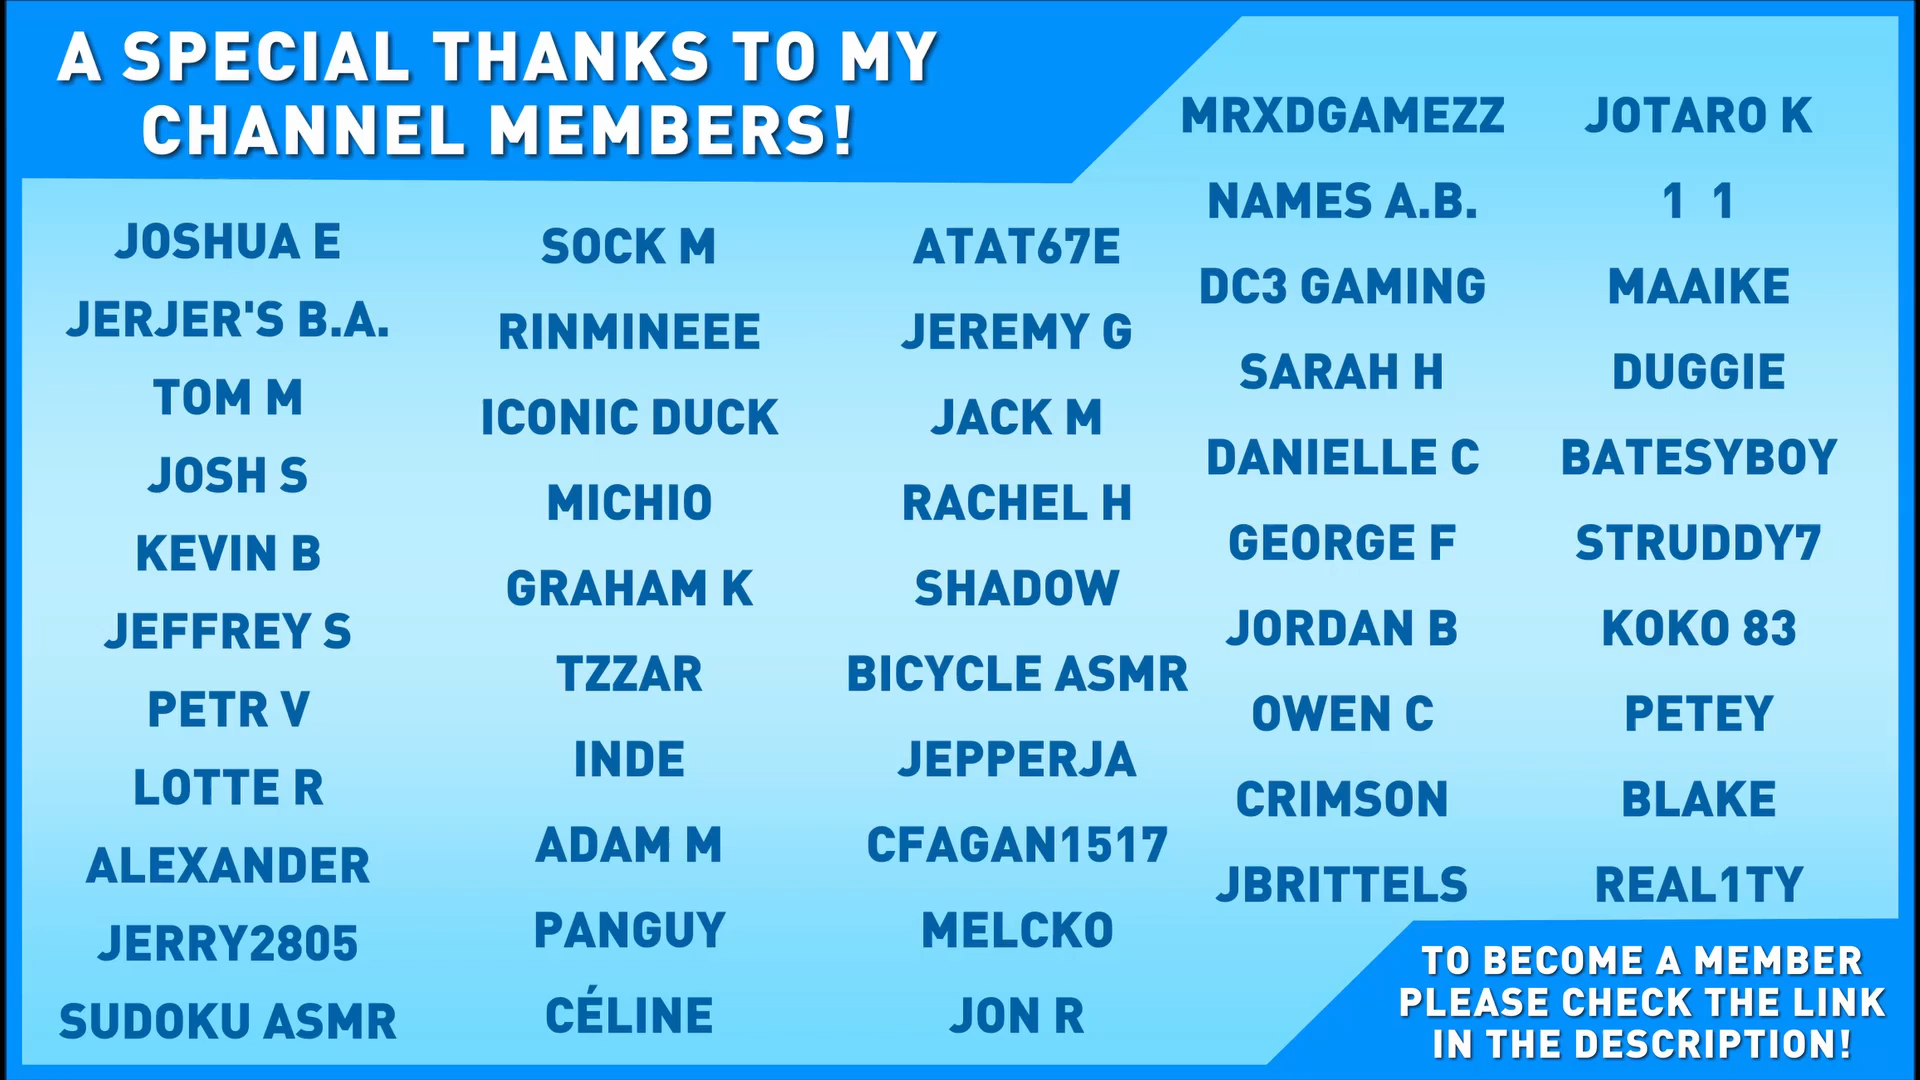 A SPECIAL THANKS TO MY
CHANNEL MEMBERS!
JOSHUA E
JERJER'S B.A.
TOM M
JOSH S
KEVIN B
JEFFREY S
PETR V
LOTTE R
ALEXANDER
JERRY2805
SUDOKU ASMR
SOCK M
RINMINEEE
ICONIC DUCK
MICHIO
GRAHAM K
TZZAR
INDE
ADAM M
PANGUY
CÉLINE
ATAT67E
JEREMY G
JACK M
RACHEL H
SHADOW
BICYCLE ASMR
JEPPERJA
CFAGAN1517
MELCKO
JON R
MRXDGAMEZZ
NAMES A.B.
DC3 GAMING
SARAH H
DANIELLE C
GEORGE F
JORDAN B
OWEN C
CRIMSON
JBRITTELS
JOTARO K
1 1
MAAIKE
DUGGIE
BATESYBOY
STRUDDY7
KOKO 83
PETEY
BLAKE
REAL1TY
TO BECOME A MEMBER
PLEASE CHECK THE LINK
IN THE DESCRIPTION!